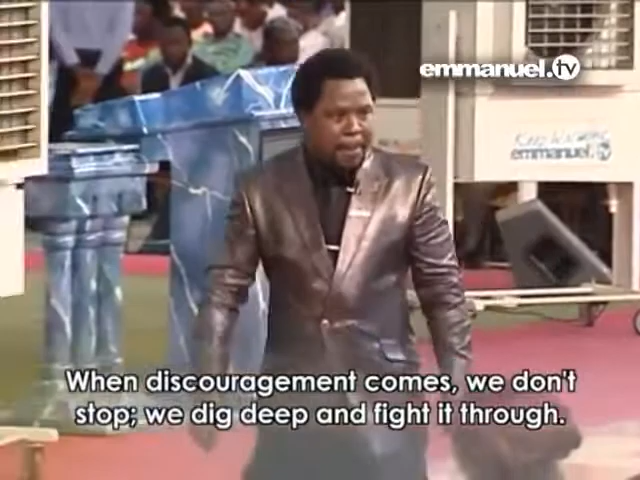 emmanuel.tv
emmanuel.tv
When discouragement comes, we don't
stop; we dig deep and fight it through.